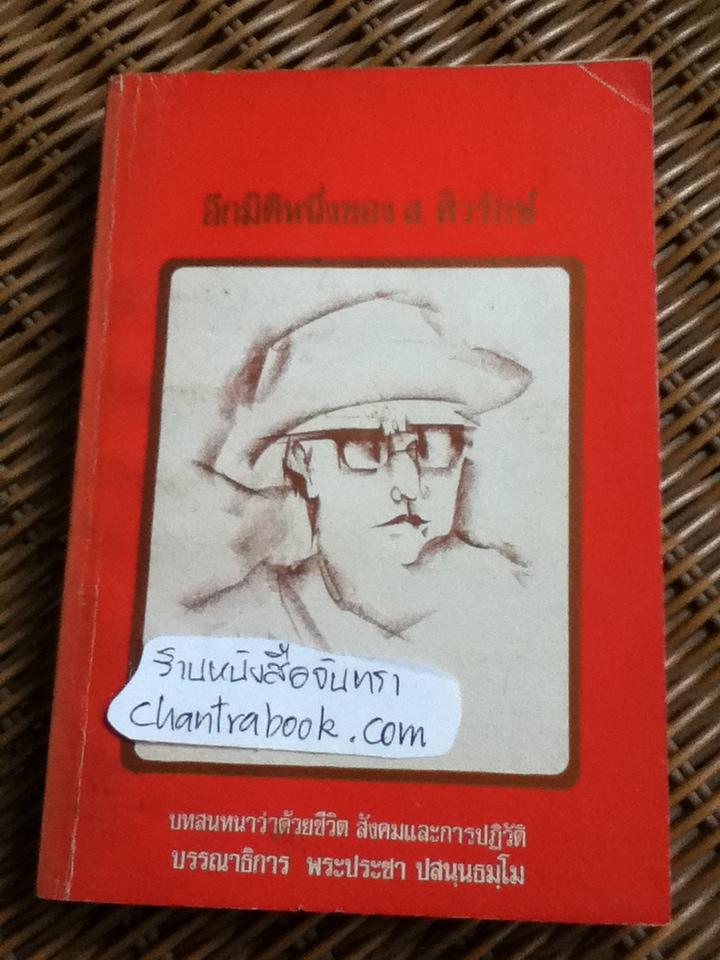 อีกมิติหนึ่งของ ส. ศิวรักษ์
ร้านหนังสือจันทรา
chantrabook.com
บทสนทนาว่าด้วยชีวิต สังคมและการปฏิวัติ
บรรณาธิการ พระประชา ปสนฺนธมฺโม